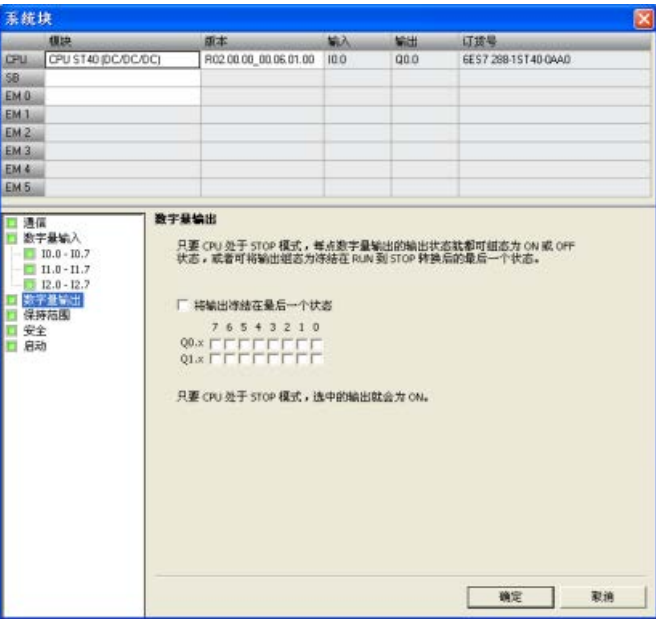 系统块
模块 版本 输入 输出 订货号
CPU CPU ST40 (DC/DC/DC) R02.00.00_00.06.01.00 I0.0 Q0.0 6ES7 288-1ST40-0AA0
SB
EM 0
EM 1
EM 2
EM 3
EM 4
EM 5
通信
数字量输入
I0.0 - I0.7
I1.0 - I1.7
I2.0 - I2.7
数字量输出
保持范围
安全
启动
数字量输出
只要 CPU 处于 STOP 模式，每点数字量输出的输出状态就都可组态为 ON 或 OFF
状态，或者可将输出组态为冻结在 RUN 到 STOP 转换后的最后一个状态。
将输出冻结在最后一个状态
7 6 5 4 3 2 1 0
Q0.x
Q1.x
只要 CPU 处于 STOP 模式，选中的输出就会为 ON。
确定 取消